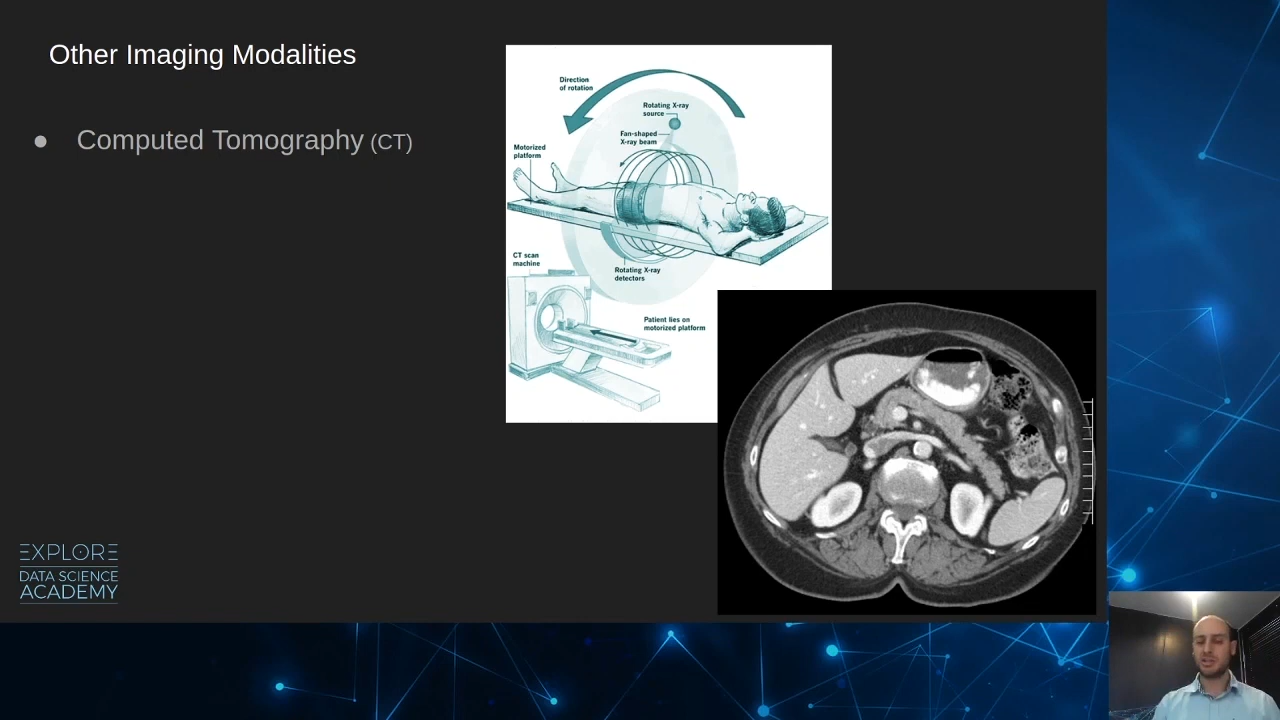 Other Imaging Modalities
● Computed Tomography (CT)
Direction
of rotation
Rotating X-ray
source
Fan-shaped
X-ray beam
Motorized
platform
CT scan
machine
Rotating X-ray
detectors
Patient lies on
motorized platform
EXPLORE
DATA SCIENCE
ACADEMY